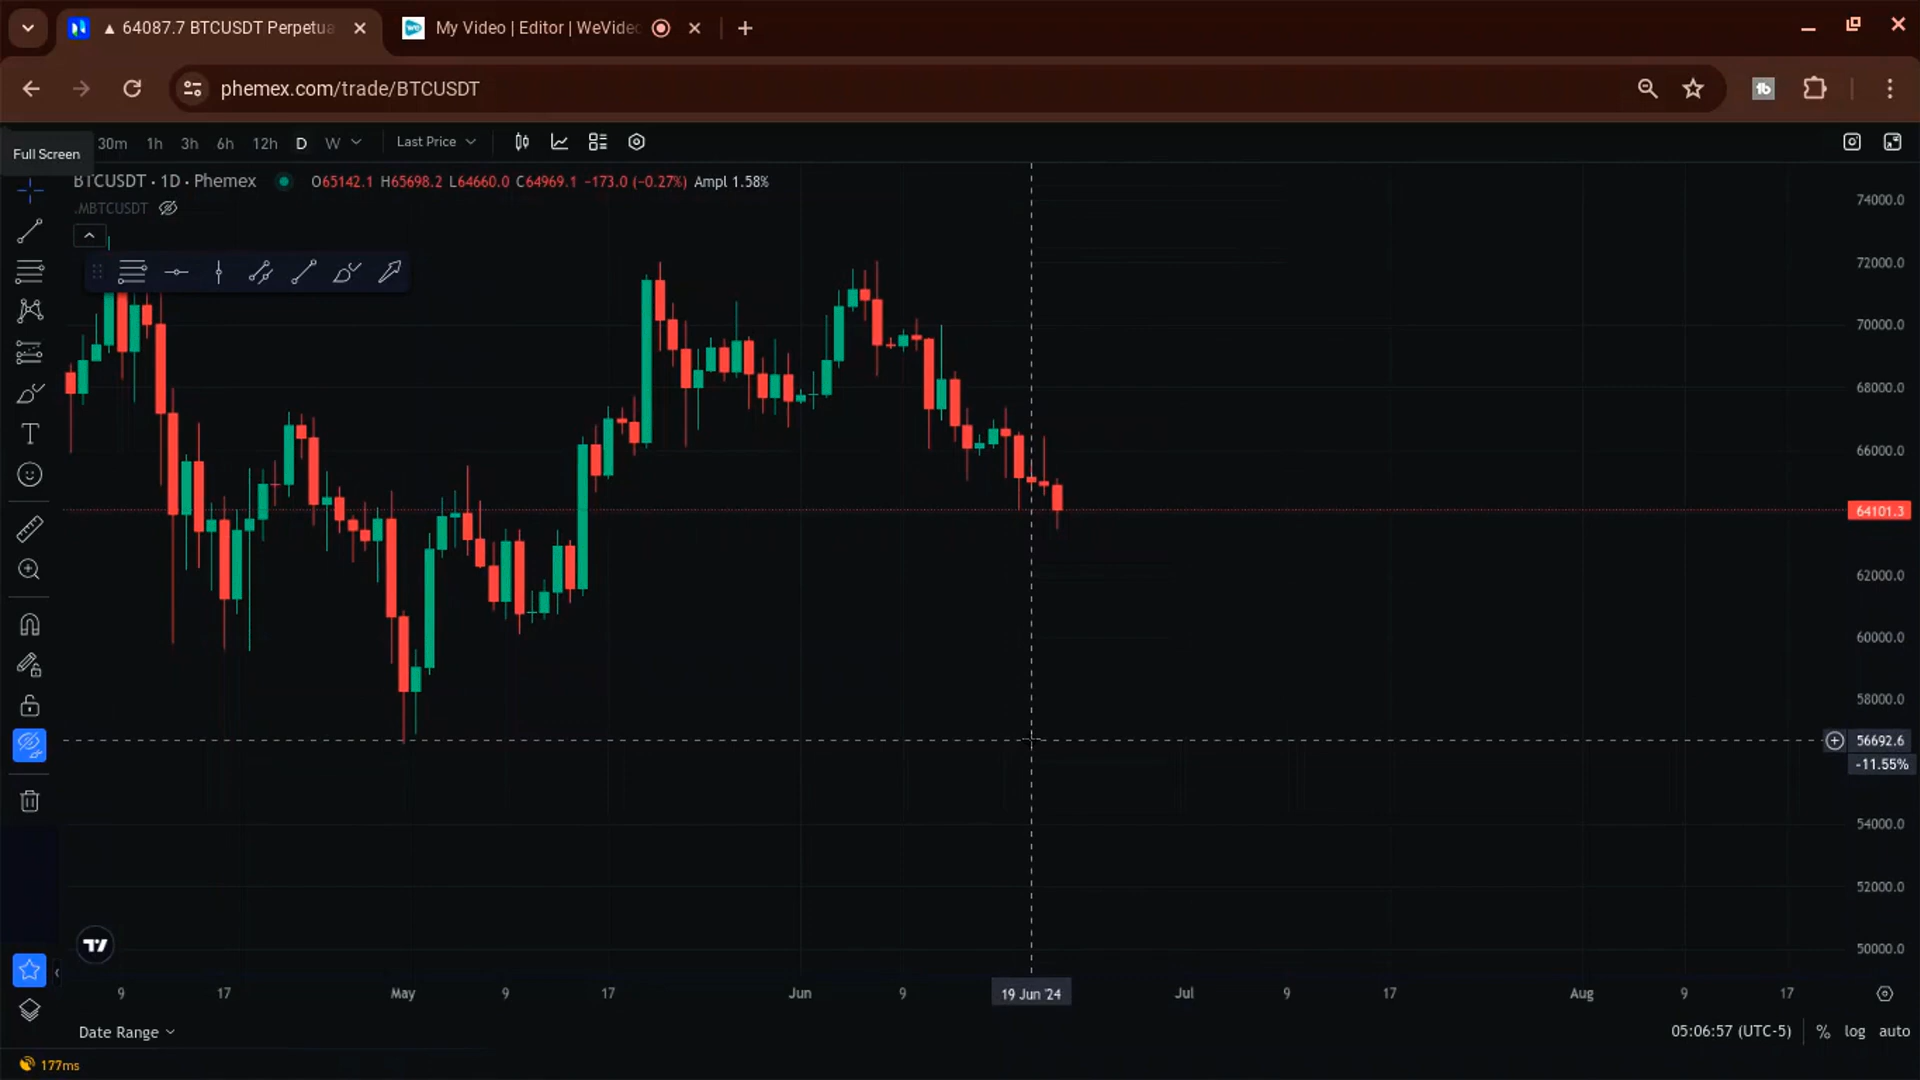 ▲ 64087.7 BTCUSDT Perpetua
My Video | Editor | WeVideo
phemex.com/trade/BTCUSDT
Full Screen
30m 1h 3h 6h 12h D W
Last Price
BTCUSDT · 1D · Phemex
O65142.1 H65698.2 L64660.0 C64969.1 −173.0 (−0.27%) Ampl 1.58%
.MBTCUSDT
74000.0
72000.0
70000.0
68000.0
66000.0
64101.3
62000.0
60000.0
58000.0
56692.6
-11.55%
54000.0
52000.0
50000.0
9 17 May 9 17 Jun 9 19 Jun '24 Jul 9 17 Aug 9 17
Date Range
05:06:57 (UTC-5) % log auto
177ms